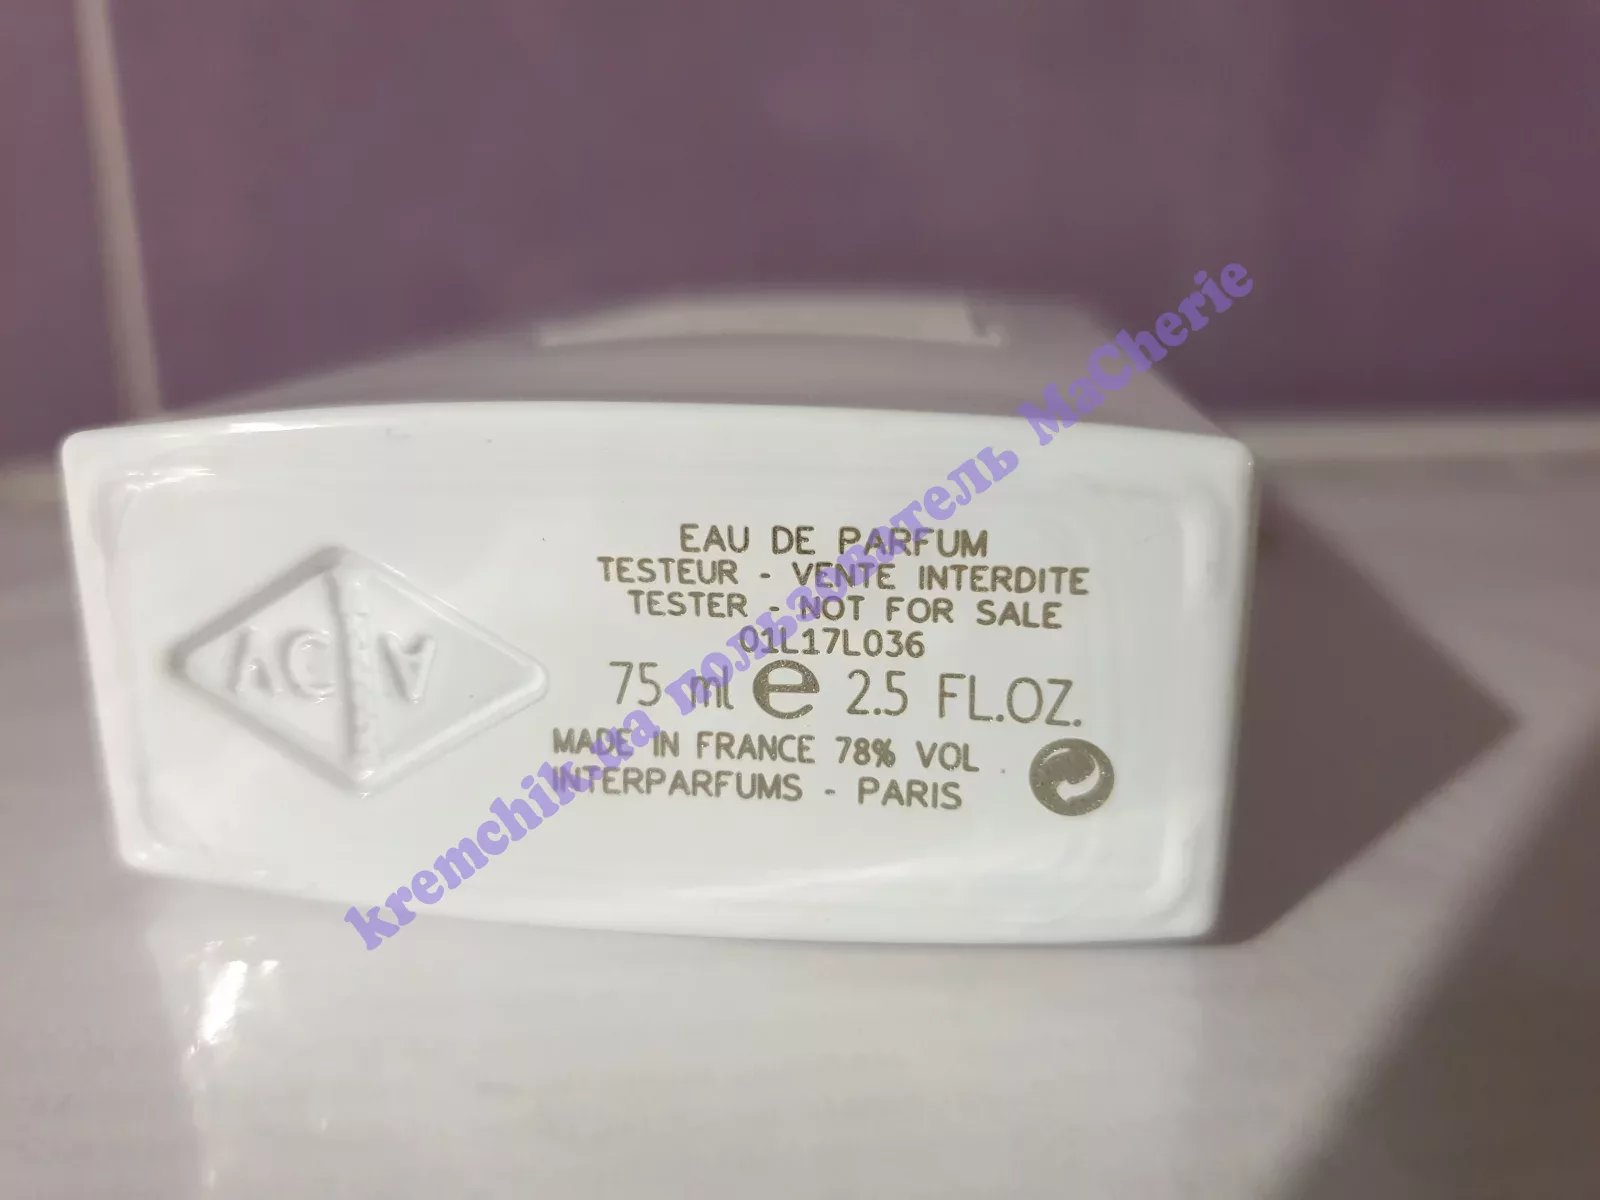 EAU DE PARFUM
TESTEUR - VENTE INTERDITE
TESTER - NOT FOR SALE
01L17L036
75 ml e 2.5 FL.OZ.
MADE IN FRANCE 78% VOL
INTERPARFUMS - PARIS
kremchik.ua пользователь MaCherie